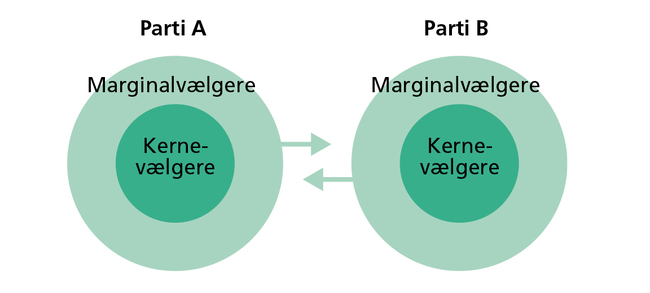 Parti A
Parti B
Marginalvælgere
Marginalvælgere
Kerne-
vælgere
Kerne-
vælgere